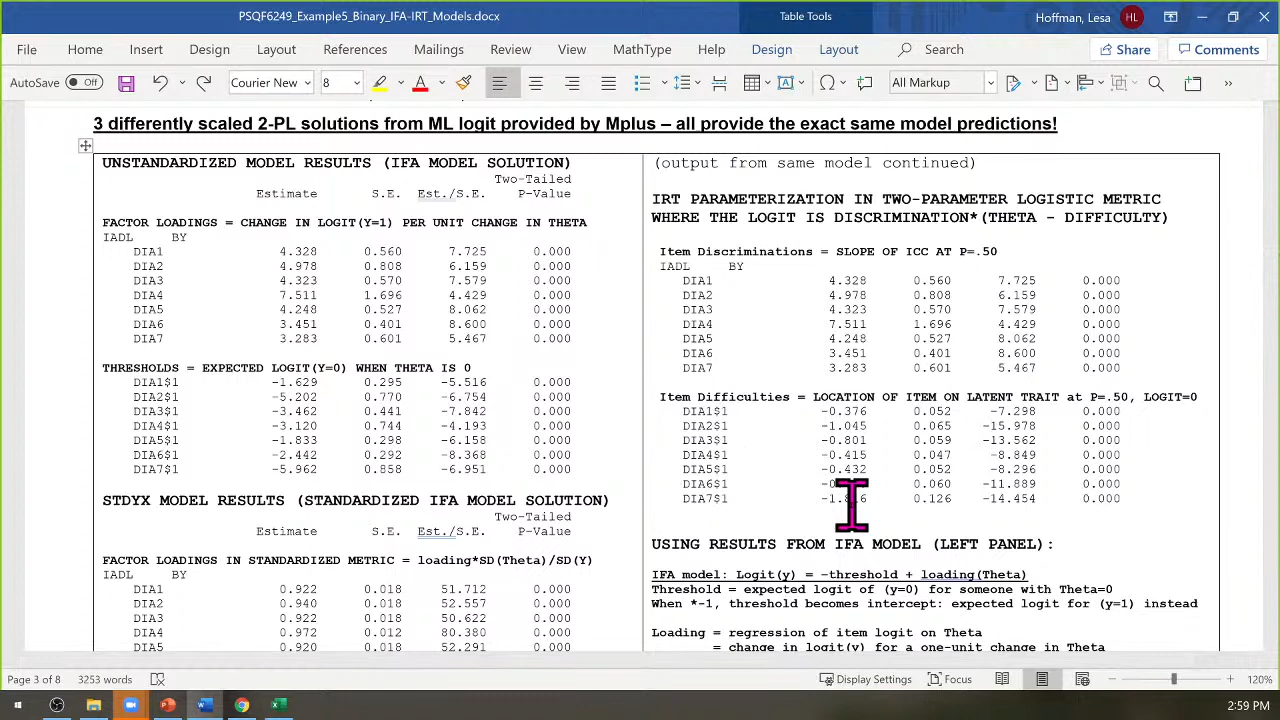 PSQF6249_Example5_Binary_IFA-IRT_Models.docx
Table Tools
Hoffman, Lesa HL
File Home Insert Design Layout References Mailings Review View MathType Help Design Layout Search Share Comments
AutoSave Off Courier New 8 All Markup
3 differently scaled 2-PL solutions from ML logit provided by Mplus – all provide the exact same model predictions!
UNSTANDARDIZED MODEL RESULTS (IFA MODEL SOLUTION)
Two-Tailed
Estimate S.E. Est./S.E. P-Value
FACTOR LOADINGS = CHANGE IN LOGIT(Y=1) PER UNIT CHANGE IN THETA
IADL BY
DIA1 4.328 0.560 7.725 0.000
DIA2 4.978 0.808 6.159 0.000
DIA3 4.323 0.570 7.579 0.000
DIA4 7.511 1.696 4.429 0.000
DIA5 4.248 0.527 8.062 0.000
DIA6 3.451 0.401 8.600 0.000
DIA7 3.283 0.601 5.467 0.000
THRESHOLDS = EXPECTED LOGIT(Y=0) WHEN THETA IS 0
DIA1$1 -1.629 0.295 -5.516 0.000
DIA2$1 -5.202 0.770 -6.754 0.000
DIA3$1 -3.462 0.441 -7.842 0.000
DIA4$1 -3.120 0.744 -4.193 0.000
DIA5$1 -1.833 0.298 -6.158 0.000
DIA6$1 -2.442 0.292 -8.368 0.000
DIA7$1 -5.962 0.858 -6.951 0.000
STDYX MODEL RESULTS (STANDARDIZED IFA MODEL SOLUTION)
Two-Tailed
Estimate S.E. Est./S.E. P-Value
FACTOR LOADINGS IN STANDARDIZED METRIC = loading*SD(Theta)/SD(Y)
IADL BY
DIA1 0.922 0.018 51.712 0.000
DIA2 0.940 0.018 52.557 0.000
DIA3 0.922 0.018 50.622 0.000
DIA4 0.972 0.012 80.380 0.000
DIA5 0.920 0.018 52.291 0.000
(output from same model continued)
IRT PARAMETERIZATION IN TWO-PARAMETER LOGISTIC METRIC
WHERE THE LOGIT IS DISCRIMINATION*(THETA - DIFFICULTY)
Item Discriminations = SLOPE OF ICC AT P=.50
IADL BY
DIA1 4.328 0.560 7.725 0.000
DIA2 4.978 0.808 6.159 0.000
DIA3 4.323 0.570 7.579 0.000
DIA4 7.511 1.696 4.429 0.000
DIA5 4.248 0.527 8.062 0.000
DIA6 3.451 0.401 8.600 0.000
DIA7 3.283 0.601 5.467 0.000
Item Difficulties = LOCATION OF ITEM ON LATENT TRAIT at P=.50, LOGIT=0
DIA1$1 -0.376 0.052 -7.298 0.000
DIA2$1 -1.045 0.065 -15.978 0.000
DIA3$1 -0.801 0.059 -13.562 0.000
DIA4$1 -0.415 0.047 -8.849 0.000
DIA5$1 -0.432 0.052 -8.296 0.000
DIA6$1 0.060 -11.889 0.000
DIA7$1 0.126 -14.454 0.000
USING RESULTS FROM IFA MODEL (LEFT PANEL):
IFA model: Logit(y) = -threshold + loading(Theta)
Threshold = expected logit of (y=0) for someone with Theta=0
When *-1, threshold becomes intercept: expected logit for (y=1) instead
Loading = regression of item logit on Theta
= change in logit(y) for a one-unit change in Theta
Page 3 of 8 3253 words Display Settings Focus 120%
2:59 PM